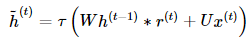 h̃⁽ᵗ⁾ = τ(Wh⁽ᵗ⁻¹⁾ * r⁽ᵗ⁾ + Ux⁽ᵗ⁾)